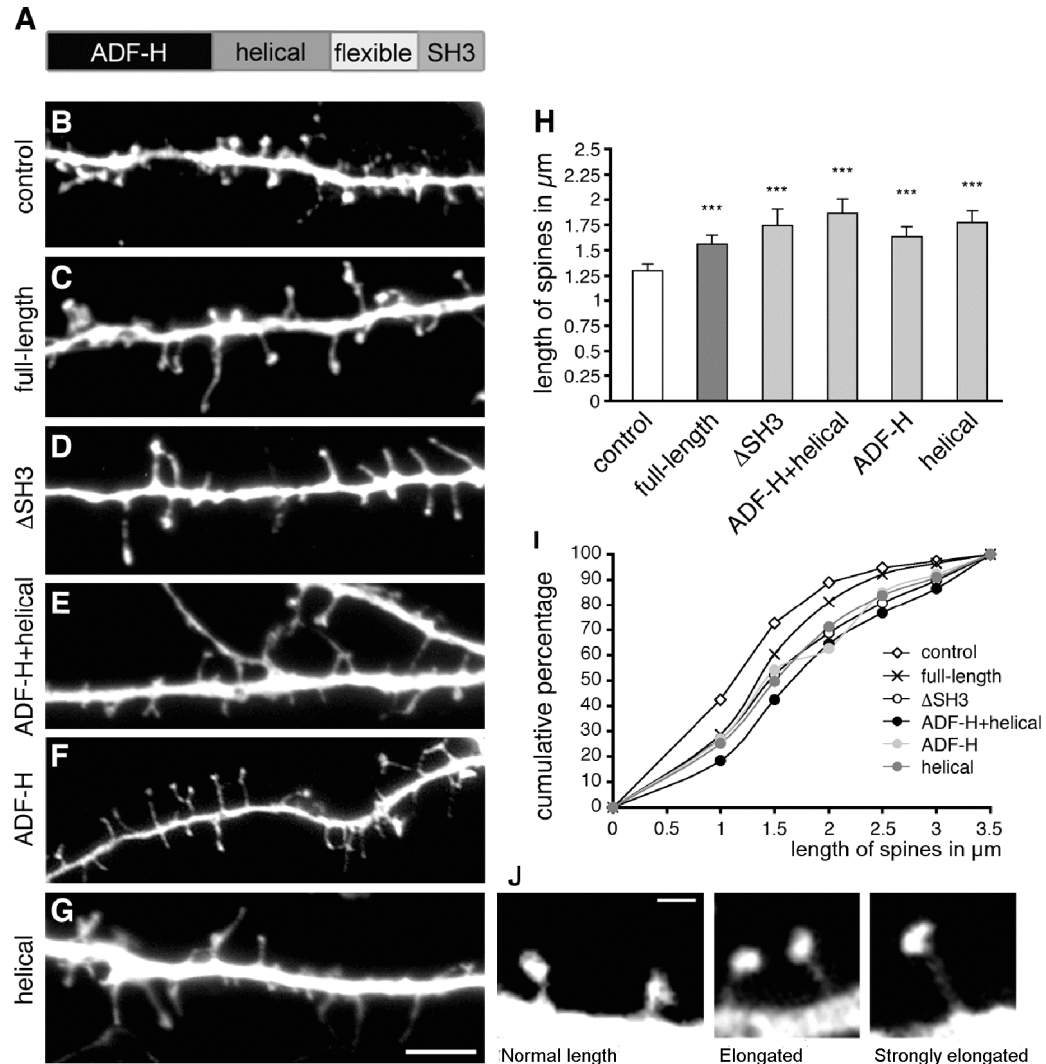 A
ADF-H helical flexible SH3
B
control
C
full-length
D
ΔSH3
E
ADF-H+helical
F
ADF-H
G
helical
H
length of spines in µm
2.5
2.25
2
1.75
1.5
1.25
1
0.75
0.5
0.25
0
*** *** *** *** ***
control full-length ΔSH3 ADF-H+helical ADF-H helical
I
cumulative percentage
100
90
80
70
60
50
40
30
20
10
0
0 0.5 1 1.5 2 2.5 3 3.5
length of spines in µm
control
full-length
ΔSH3
ADF-H+helical
ADF-H
helical
J
Normal length Elongated Strongly elongated